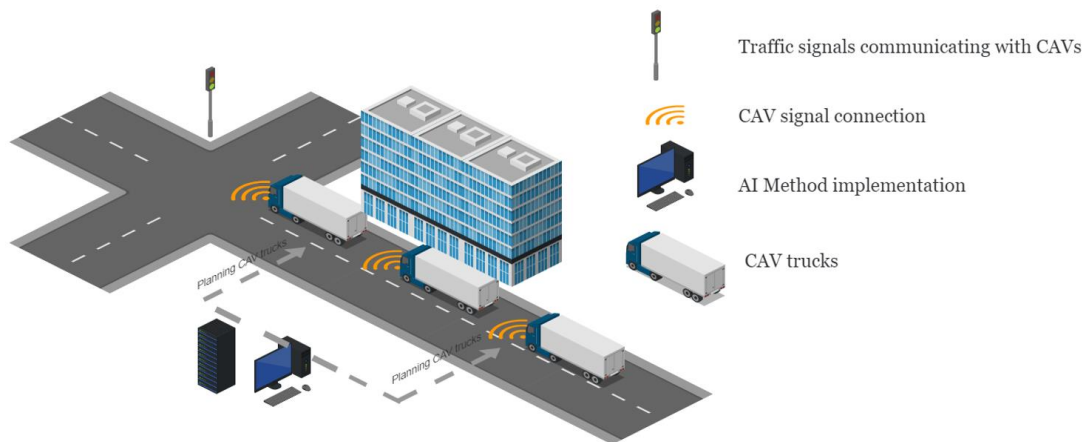 Traffic signals communicating with CAVs
CAV signal connection
AI Method implementation
CAV trucks
Planning CAV trucks
Planning CAV trucks